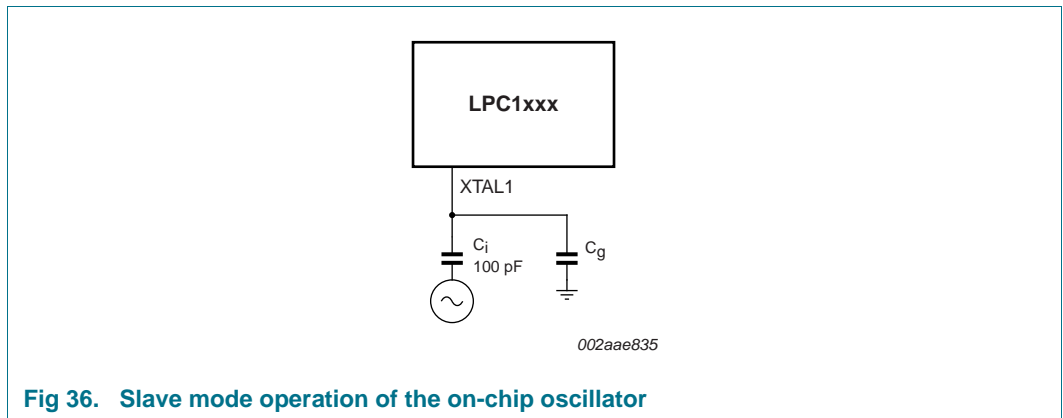 LPC1xxx
XTAL1
Ci
100 pF
Cg
002aae835
Fig 36. Slave mode operation of the on-chip oscillator